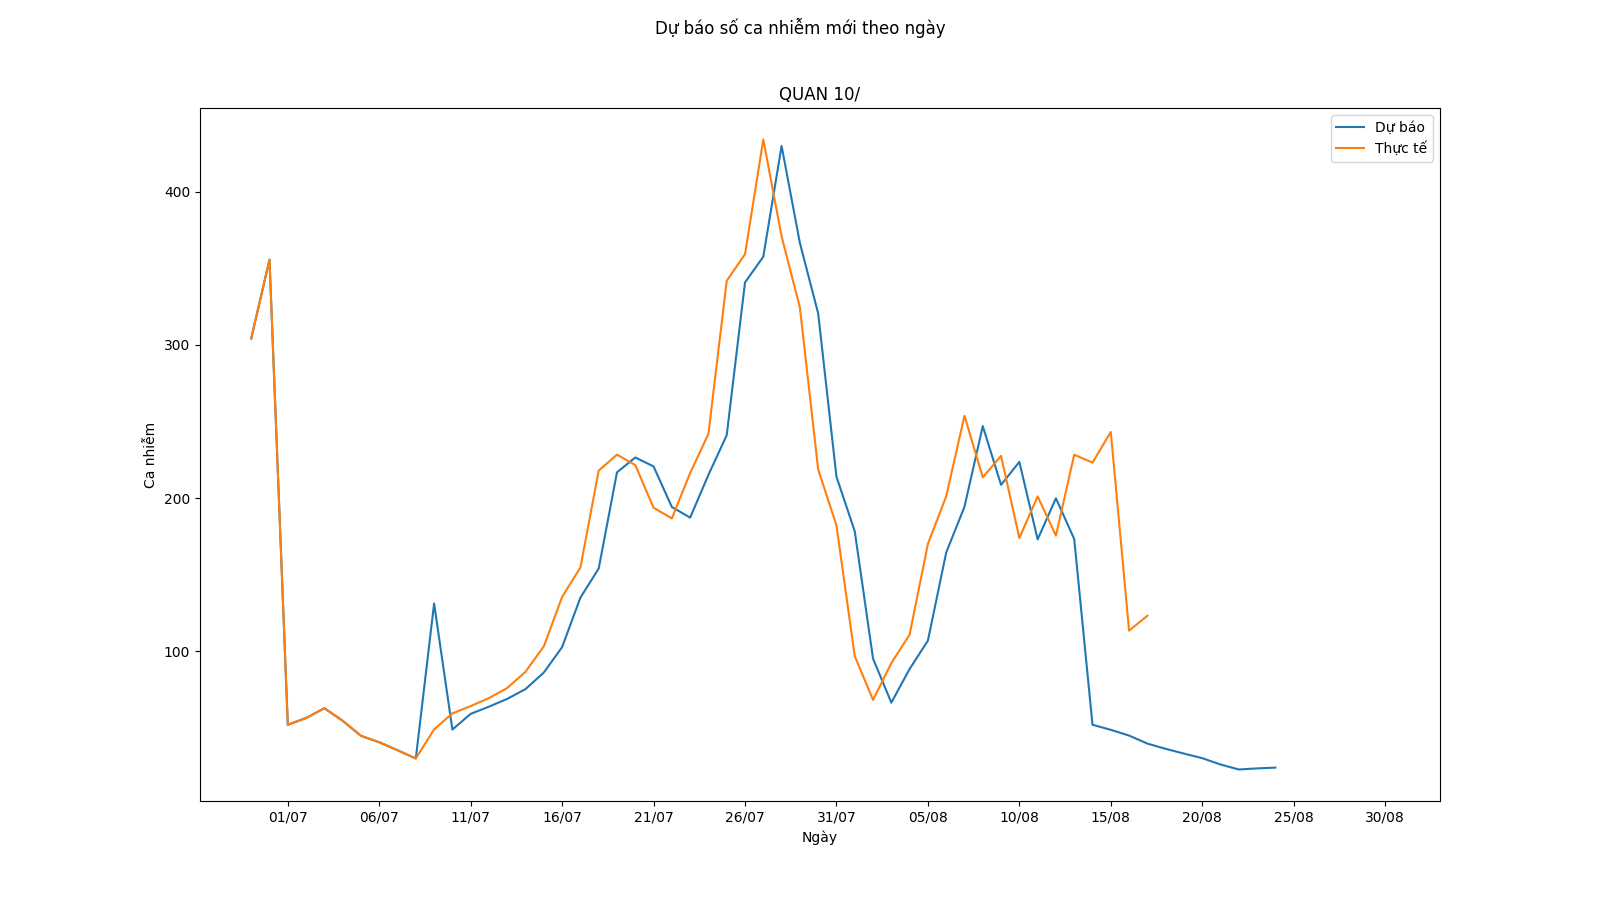 Dự báo số ca nhiễm mới theo ngày
QUAN 10/
Dự báo
Thực tế
400
300
200
100
Ca nhiễm
01/07 06/07 11/07 16/07 21/07 26/07 31/07 05/08 10/08 15/08 20/08 25/08 30/08
Ngày